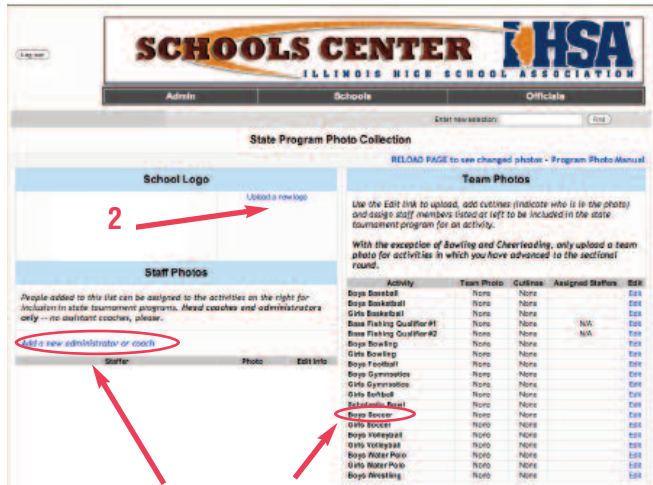 Log out
SCHOOLS CENTER
IHSA
ILLINOIS HIGH SCHOOL ASSOCIATION
Admin Schools Officials
Enter new selection: Find
State Program Photo Collection
RELOAD PAGE to see changed photos - Program Photo Manual
School Logo
Upload a new logo
2
Staff Photos
People added to this list can be assigned to the activities on the right for
inclusion in state tournament programs. Head coaches and administrators
only -- no assistant coaches, please.
Add a new administrator or coach
Staffer Photo Edit Info
Team Photos
Use the Edit link to upload, add cutlines (indicate who is in the photo)
and assign staff members listed at left to be included in the state
tournament program for an activity.
With the exception of Bowling and Cheerleading, only upload a team
photo for activities in which you have advanced to the sectional
round.
Activity Team Photo Cutlines Assigned Staffers Edit
Boys Baseball None None Edit
Boys Basketball None None Edit
Girls Basketball None None Edit
Bass Fishing Qualifier #1 None None N/A Edit
Bass Fishing Qualifier #2 None None N/A Edit
Boys Bowling None None Edit
Girls Bowling None None Edit
Boys Football None None Edit
Boys Gymnastics None None Edit
Girls Gymnastics None None Edit
Girls Softball None None Edit
Scholastic Bowl None None Edit
Boys Soccer None None Edit
Girls Soccer None None Edit
Boys Volleyball None None Edit
Girls Volleyball None None Edit
Boys Water Polo None None Edit
Girls Water Polo None None Edit
Boys Wrestling None None Edit